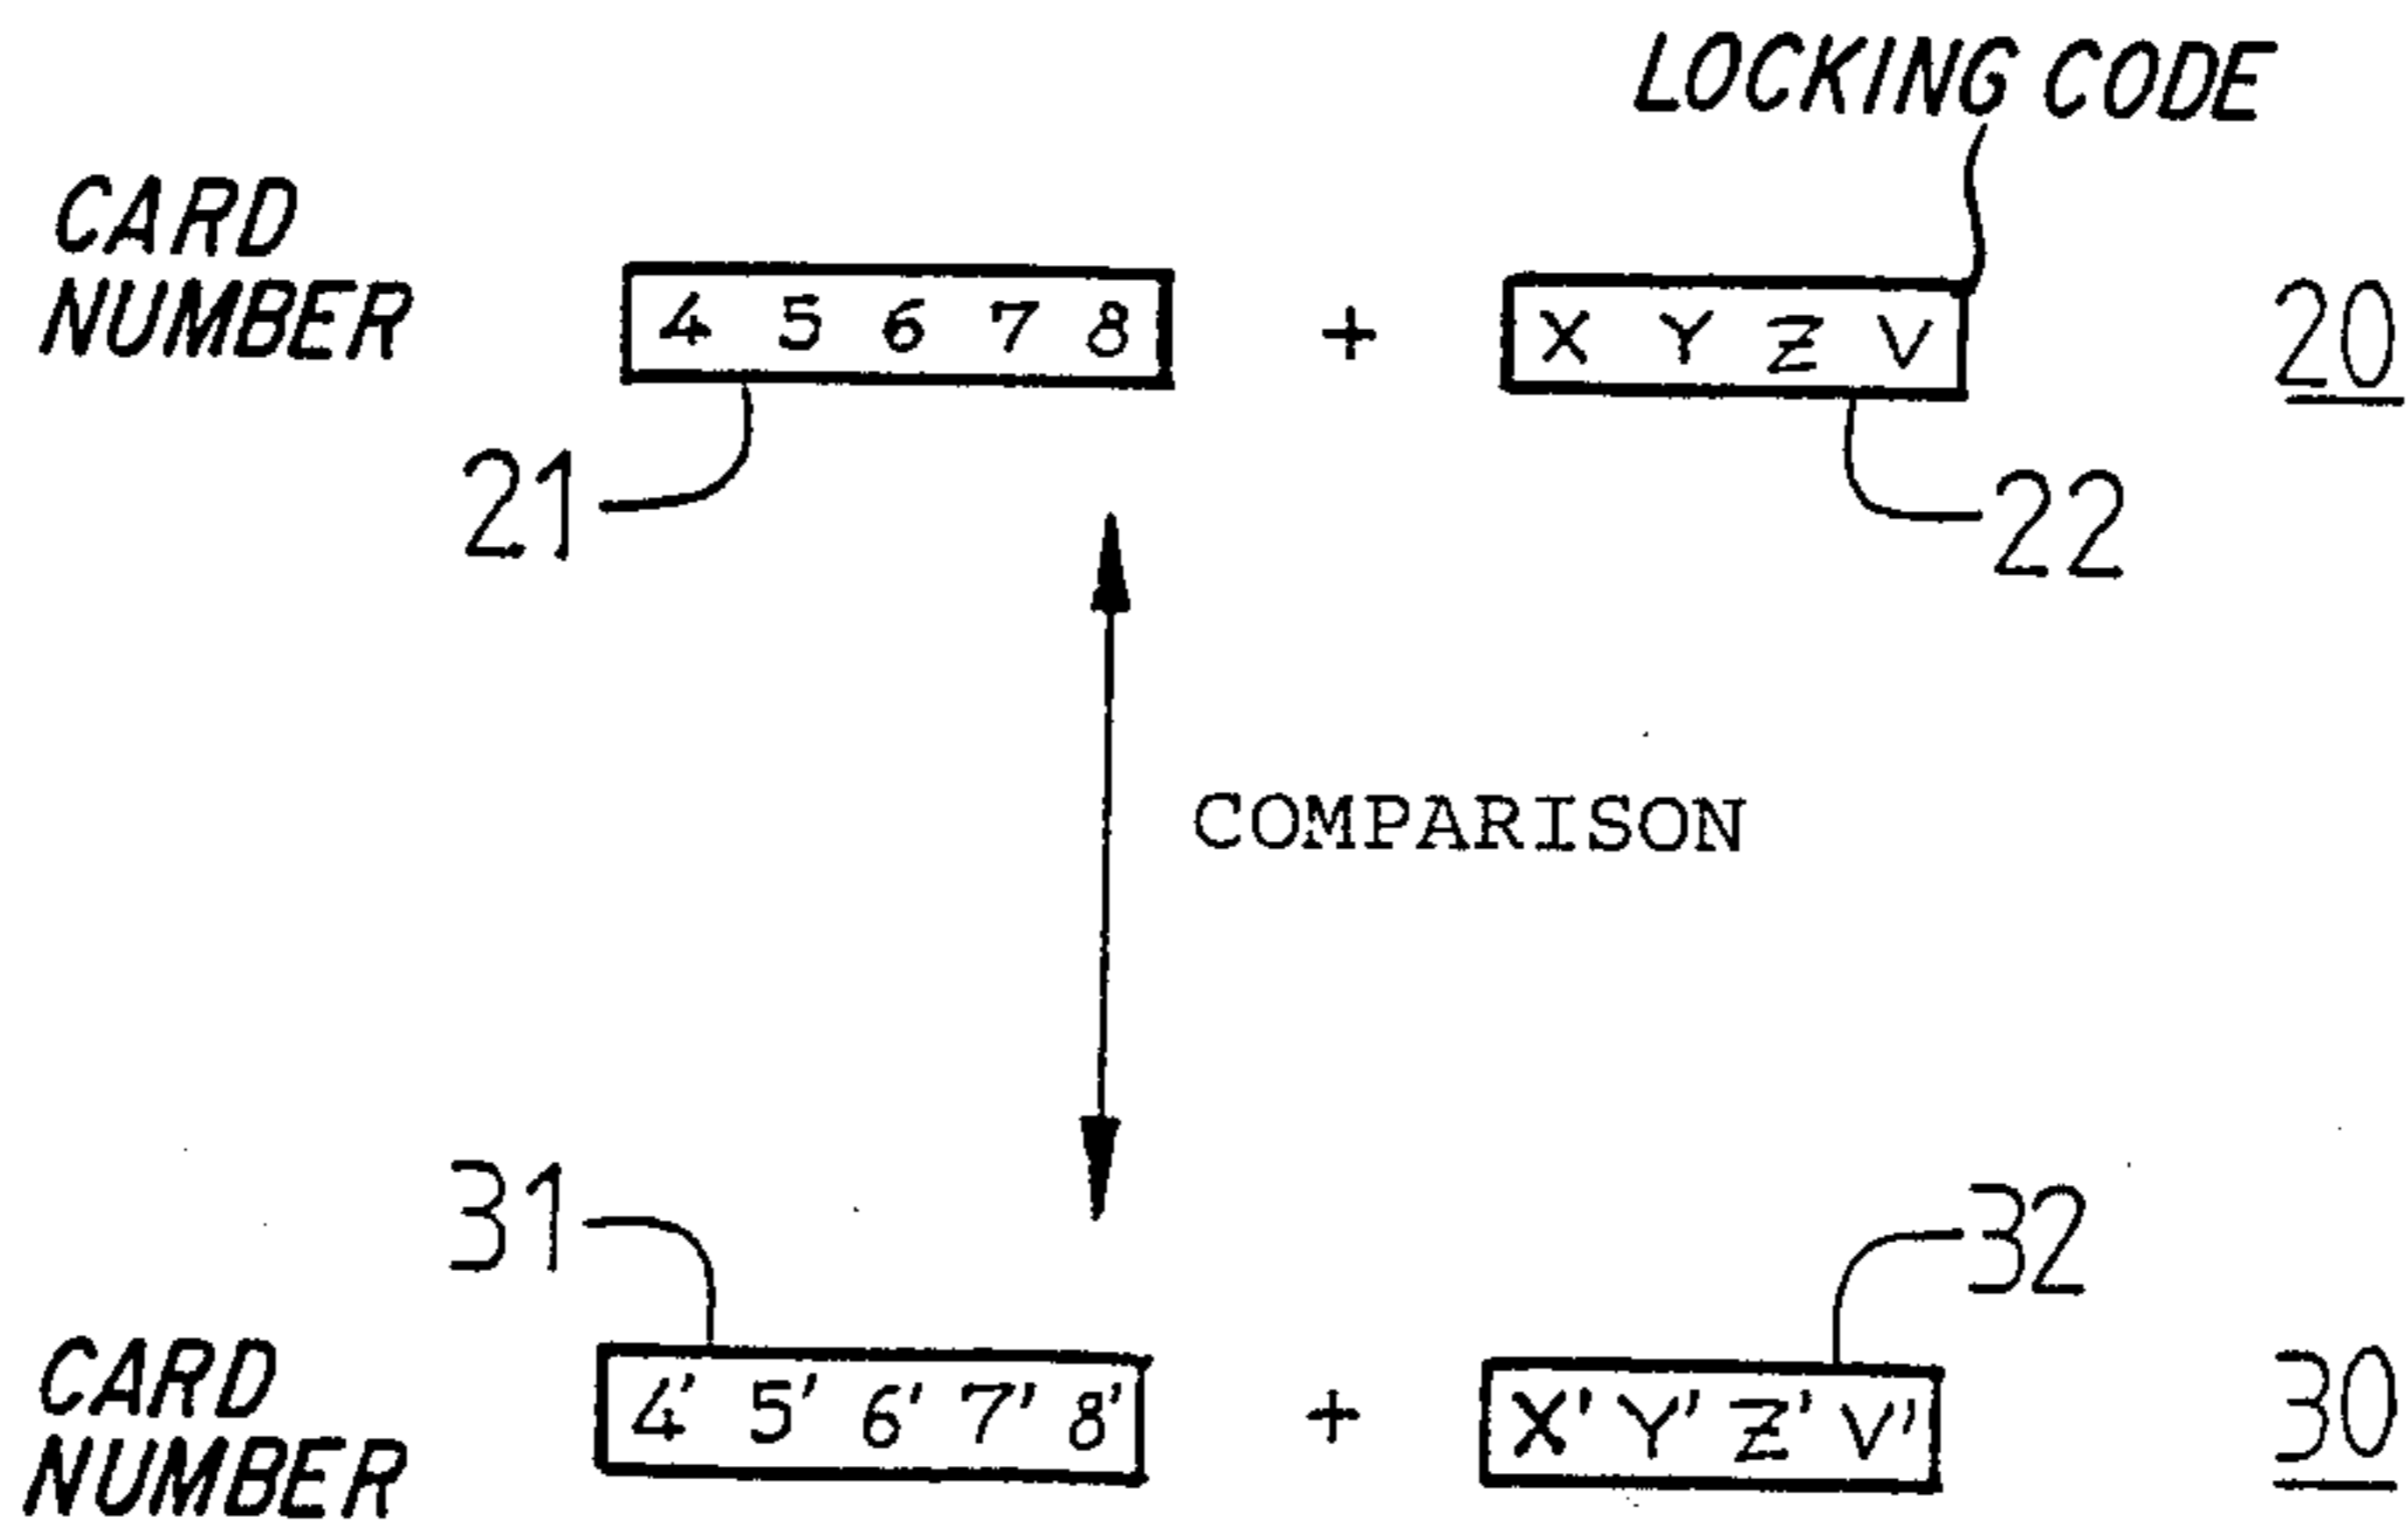 LOCKING CODE
CARD
NUMBER
4 5 6 7 8 + X Y Z V 20
21
22
COMPARISON
31
32
CARD
NUMBER
4' 5' 6' 7' 8' + X' Y' Z' V' 30